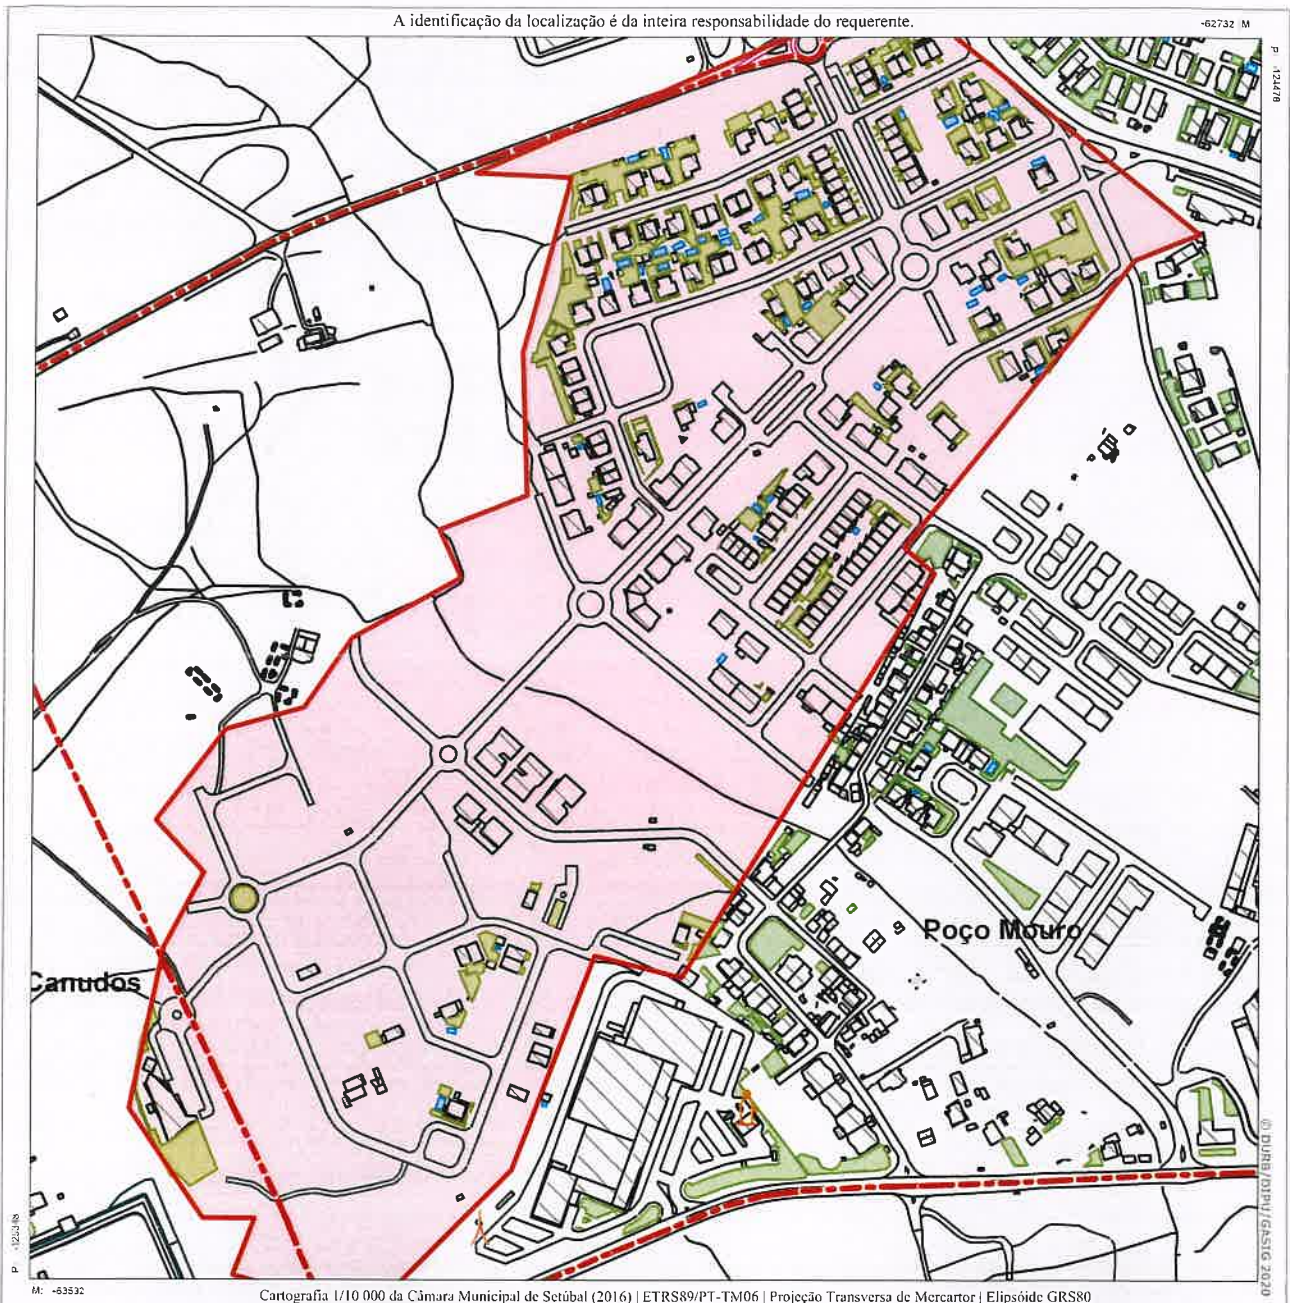 A identificação da localização é da inteira responsabilidade do requerente.
-62732 M
P -124478
Poço Mouro
Canudos
© DURB/DIPU/GASIG 2020
M: -63532
Cartografia 1/10 000 da Câmara Municipal de Setúbal (2016) | ETRS89/PT-TM06 | Projeção Transversa de Mercartor | Elipsóide GRS80